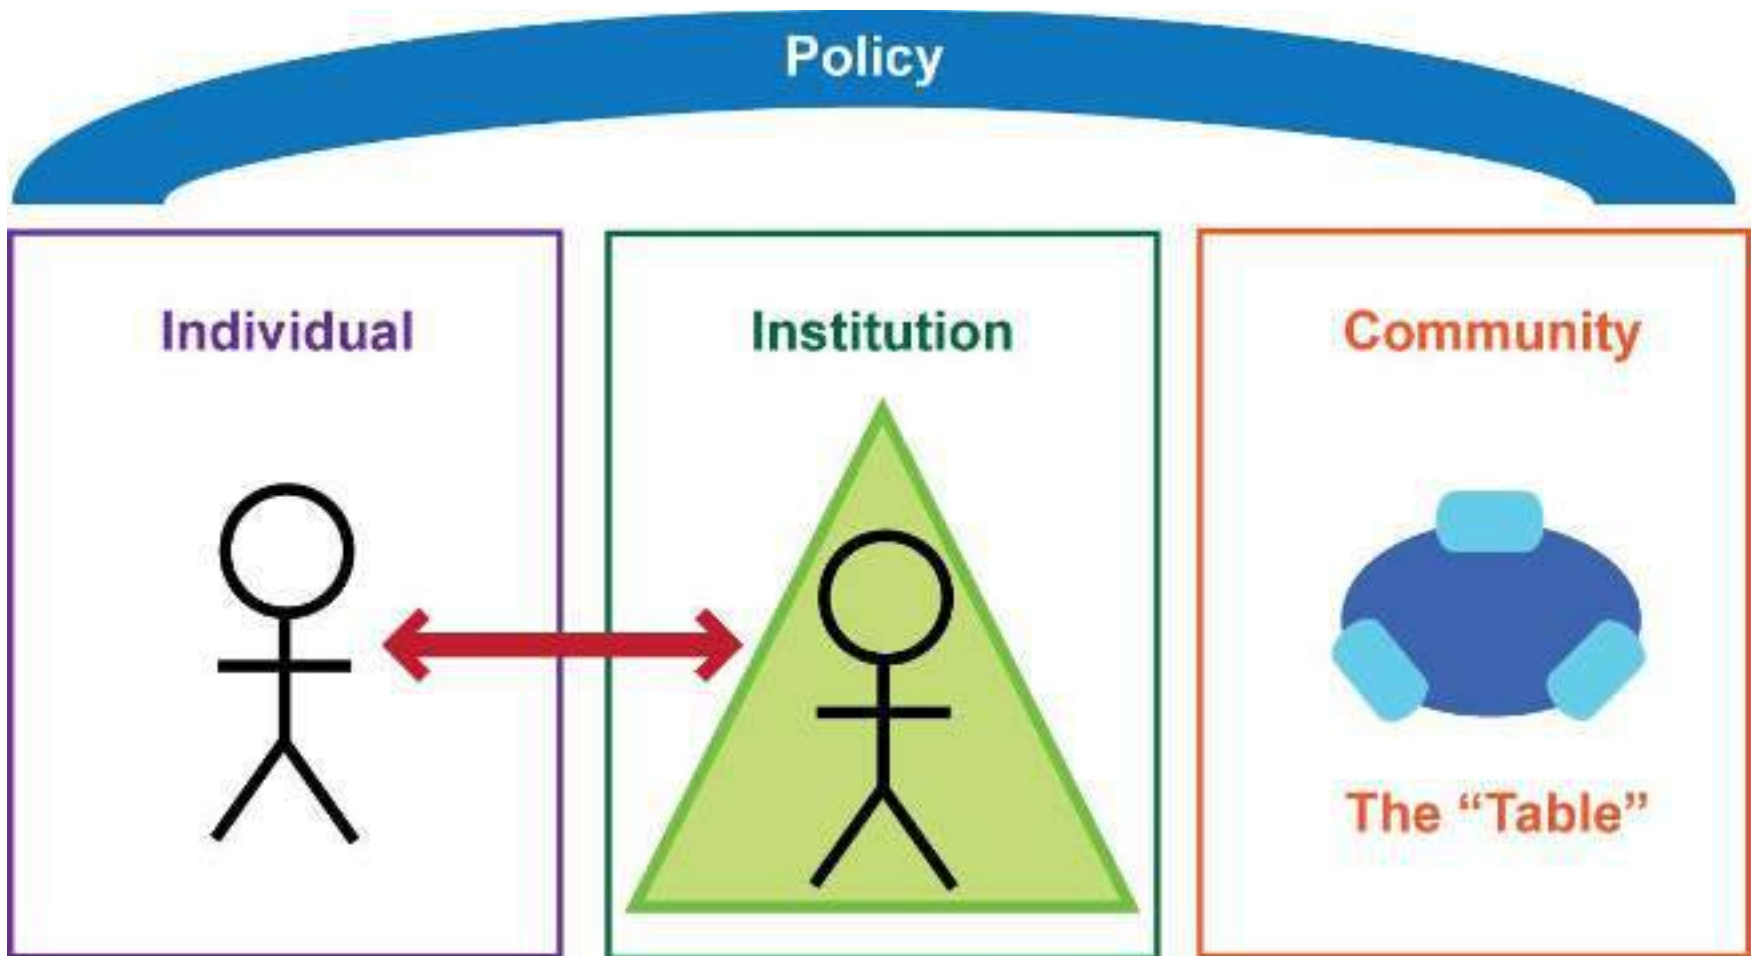 Policy
Individual
Institution
Community
The “Table”